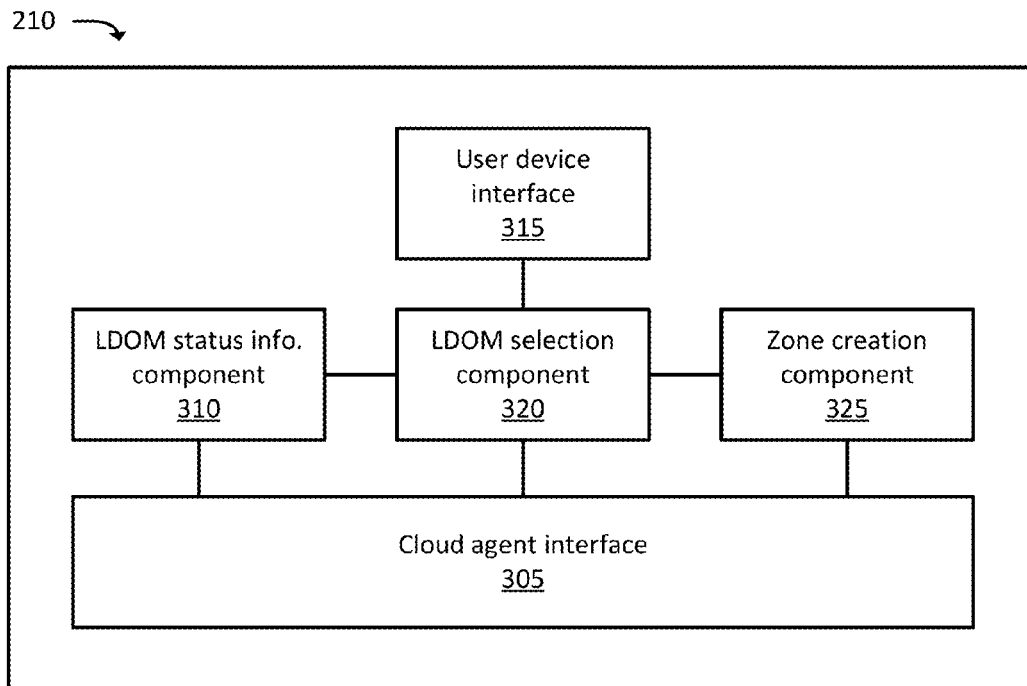 210
User device
interface
315
LDOM status info.
component
310
LDOM selection
component
320
Zone creation
component
325
Cloud agent interface
305